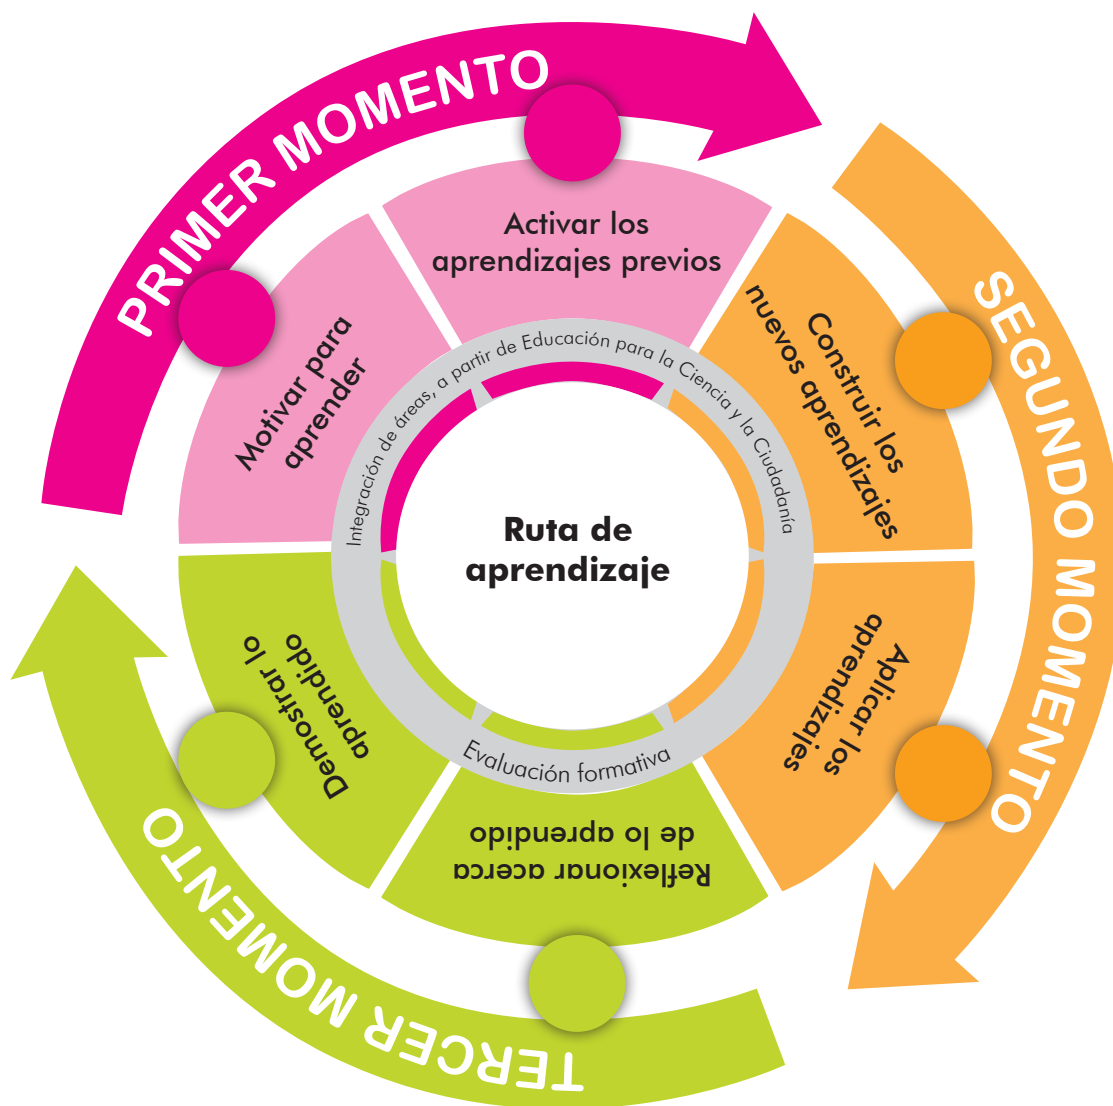 PRIMER MOMENTO
Motivar para
aprender
Activar los
aprendizajes previos
SEGUNDO MOMENTO
Construir los
nuevos aprendizajes
Aplicar los
aprendizajes
TERCER MOMENTO
Reflexionar acerca
de lo aprendido
Demostrar lo
aprendido
Integración de áreas, a partir de Educación para la Ciencia y la Ciudadanía
Evaluación formativa
Ruta de
aprendizaje